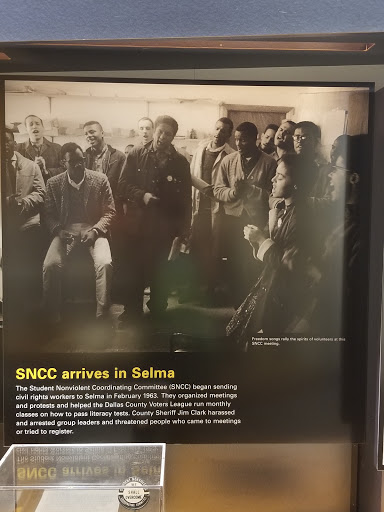 Freedom songs rally the spirits of volunteers at this
SNCC meeting.
SNCC arrives in Selma
The Student Nonviolent Coordinating Committee (SNCC) began sending
civil rights workers to Selma in February 1963. They organized meetings
and protests and helped the Dallas County Voters League run monthly
classes on how to pass literacy tests. County Sheriff Jim Clark harassed
and arrested group leaders and threatened people who came to meetings
or tried to register.
WE
SHALL
OVERCOME